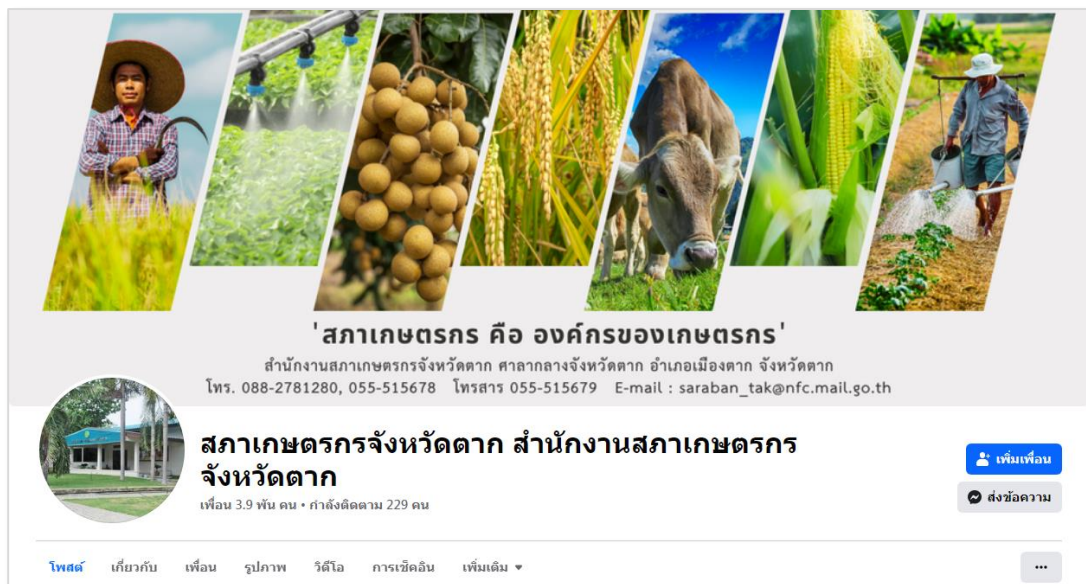 'สภาเกษตรกร คือ องค์กรของเกษตรกร'
สำนักงานสภาเกษตรกรจังหวัดตาก ศาลากลางจังหวัดตาก อำเภอเมืองตาก จังหวัดตาก
โทร. 088-2781280, 055-515678 โทรสาร 055-515679 E-mail : saraban_tak@nfc.mail.go.th
สภาเกษตรกรจังหวัดตาก สำนักงานสภาเกษตรกร
จังหวัดตาก
เพื่อน 3.9 พัน คน • กำลังติดตาม 229 คน
เพิ่มเพื่อน
ส่งข้อความ
โพสต์ เกี่ยวกับ เพื่อน รูปภาพ วิดีโอ การเช็คอิน เพิ่มเติม